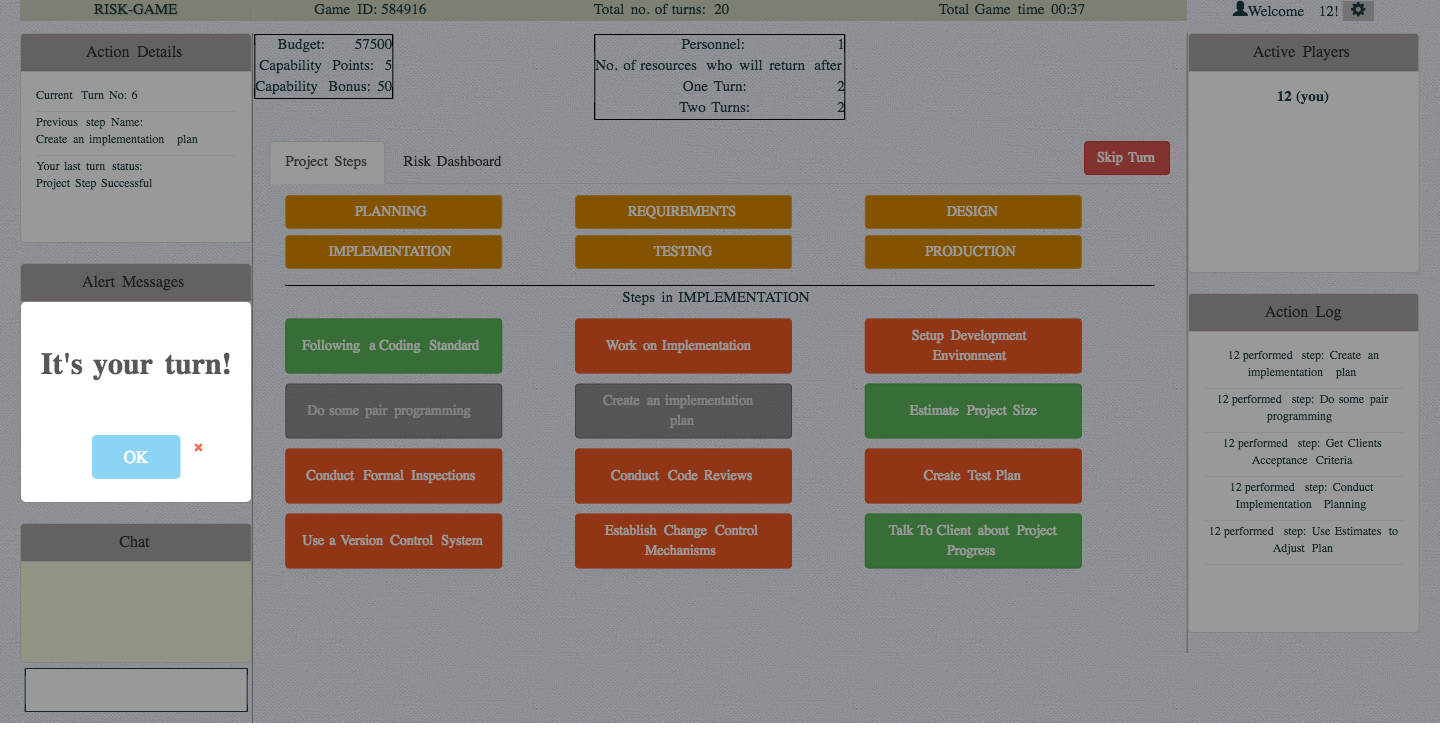 RISK-GAME
Game ID: 584916
Total no. of turns: 20
Total Game time 00:37
Welcome 12!
Action Details
Current Turn No: 6
Previous step Name:
Create an implementation plan
Your last turn status:
Project Step Successful
Alert Messages
It's your turn!
OK
Chat
Budget: 57500
Capability Points: 5
Capability Bonus: 50
Personnel: 1
No. of resources who will return after
One Turn: 2
Two Turns: 2
Project Steps
Risk Dashboard
Skip Turn
PLANNING
REQUIREMENTS
DESIGN
IMPLEMENTATION
TESTING
PRODUCTION
Steps in IMPLEMENTATION
Following a Coding Standard
Work on Implementation
Setup Development
Environment
Do some pair programming
Create an implementation
plan
Estimate Project Size
Conduct Formal Inspections
Conduct Code Reviews
Create Test Plan
Use a Version Control System
Establish Change Control
Mechanisms
Talk To Client about Project
Progress
Active Players
12 (you)
Action Log
12 performed step: Create an
implementation plan
12 performed step: Do some pair
programming
12 performed step: Get Clients
Acceptance Criteria
12 performed step: Conduct
Implementation Planning
12 performed step: Use Estimates to
Adjust Plan